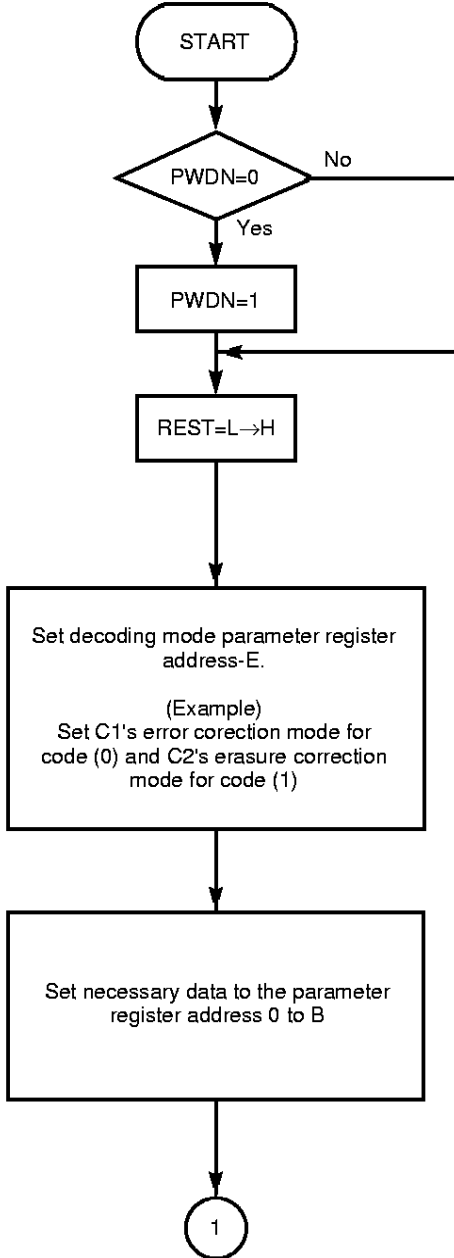 START
PWDN=0
No
Yes
PWDN=1
REST=L→H
Set decoding mode parameter register
address-E.
(Example)
Set C1's error corection mode for
code (0) and C2's erasure correction
mode for code (1)
Set necessary data to the parameter
register address 0 to B
1